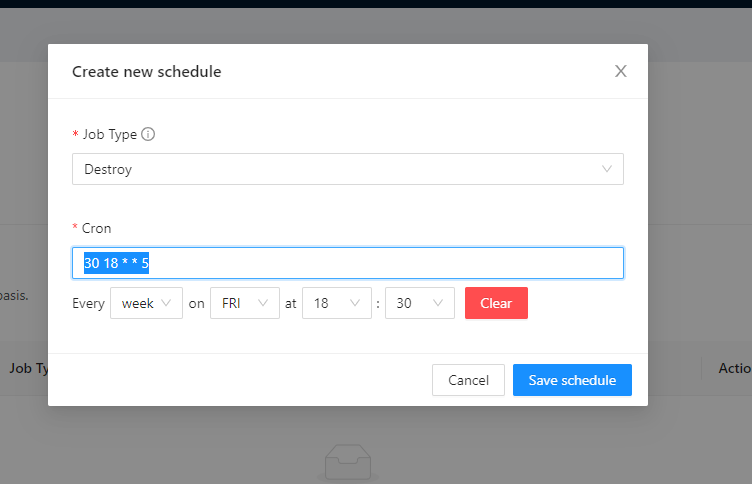 Create new schedule
* Job Type
Destroy
* Cron
30 18 * * 5
Every week on FRI at 18 : 30 Clear
Cancel Save schedule
basis.
Job Ty
Actio